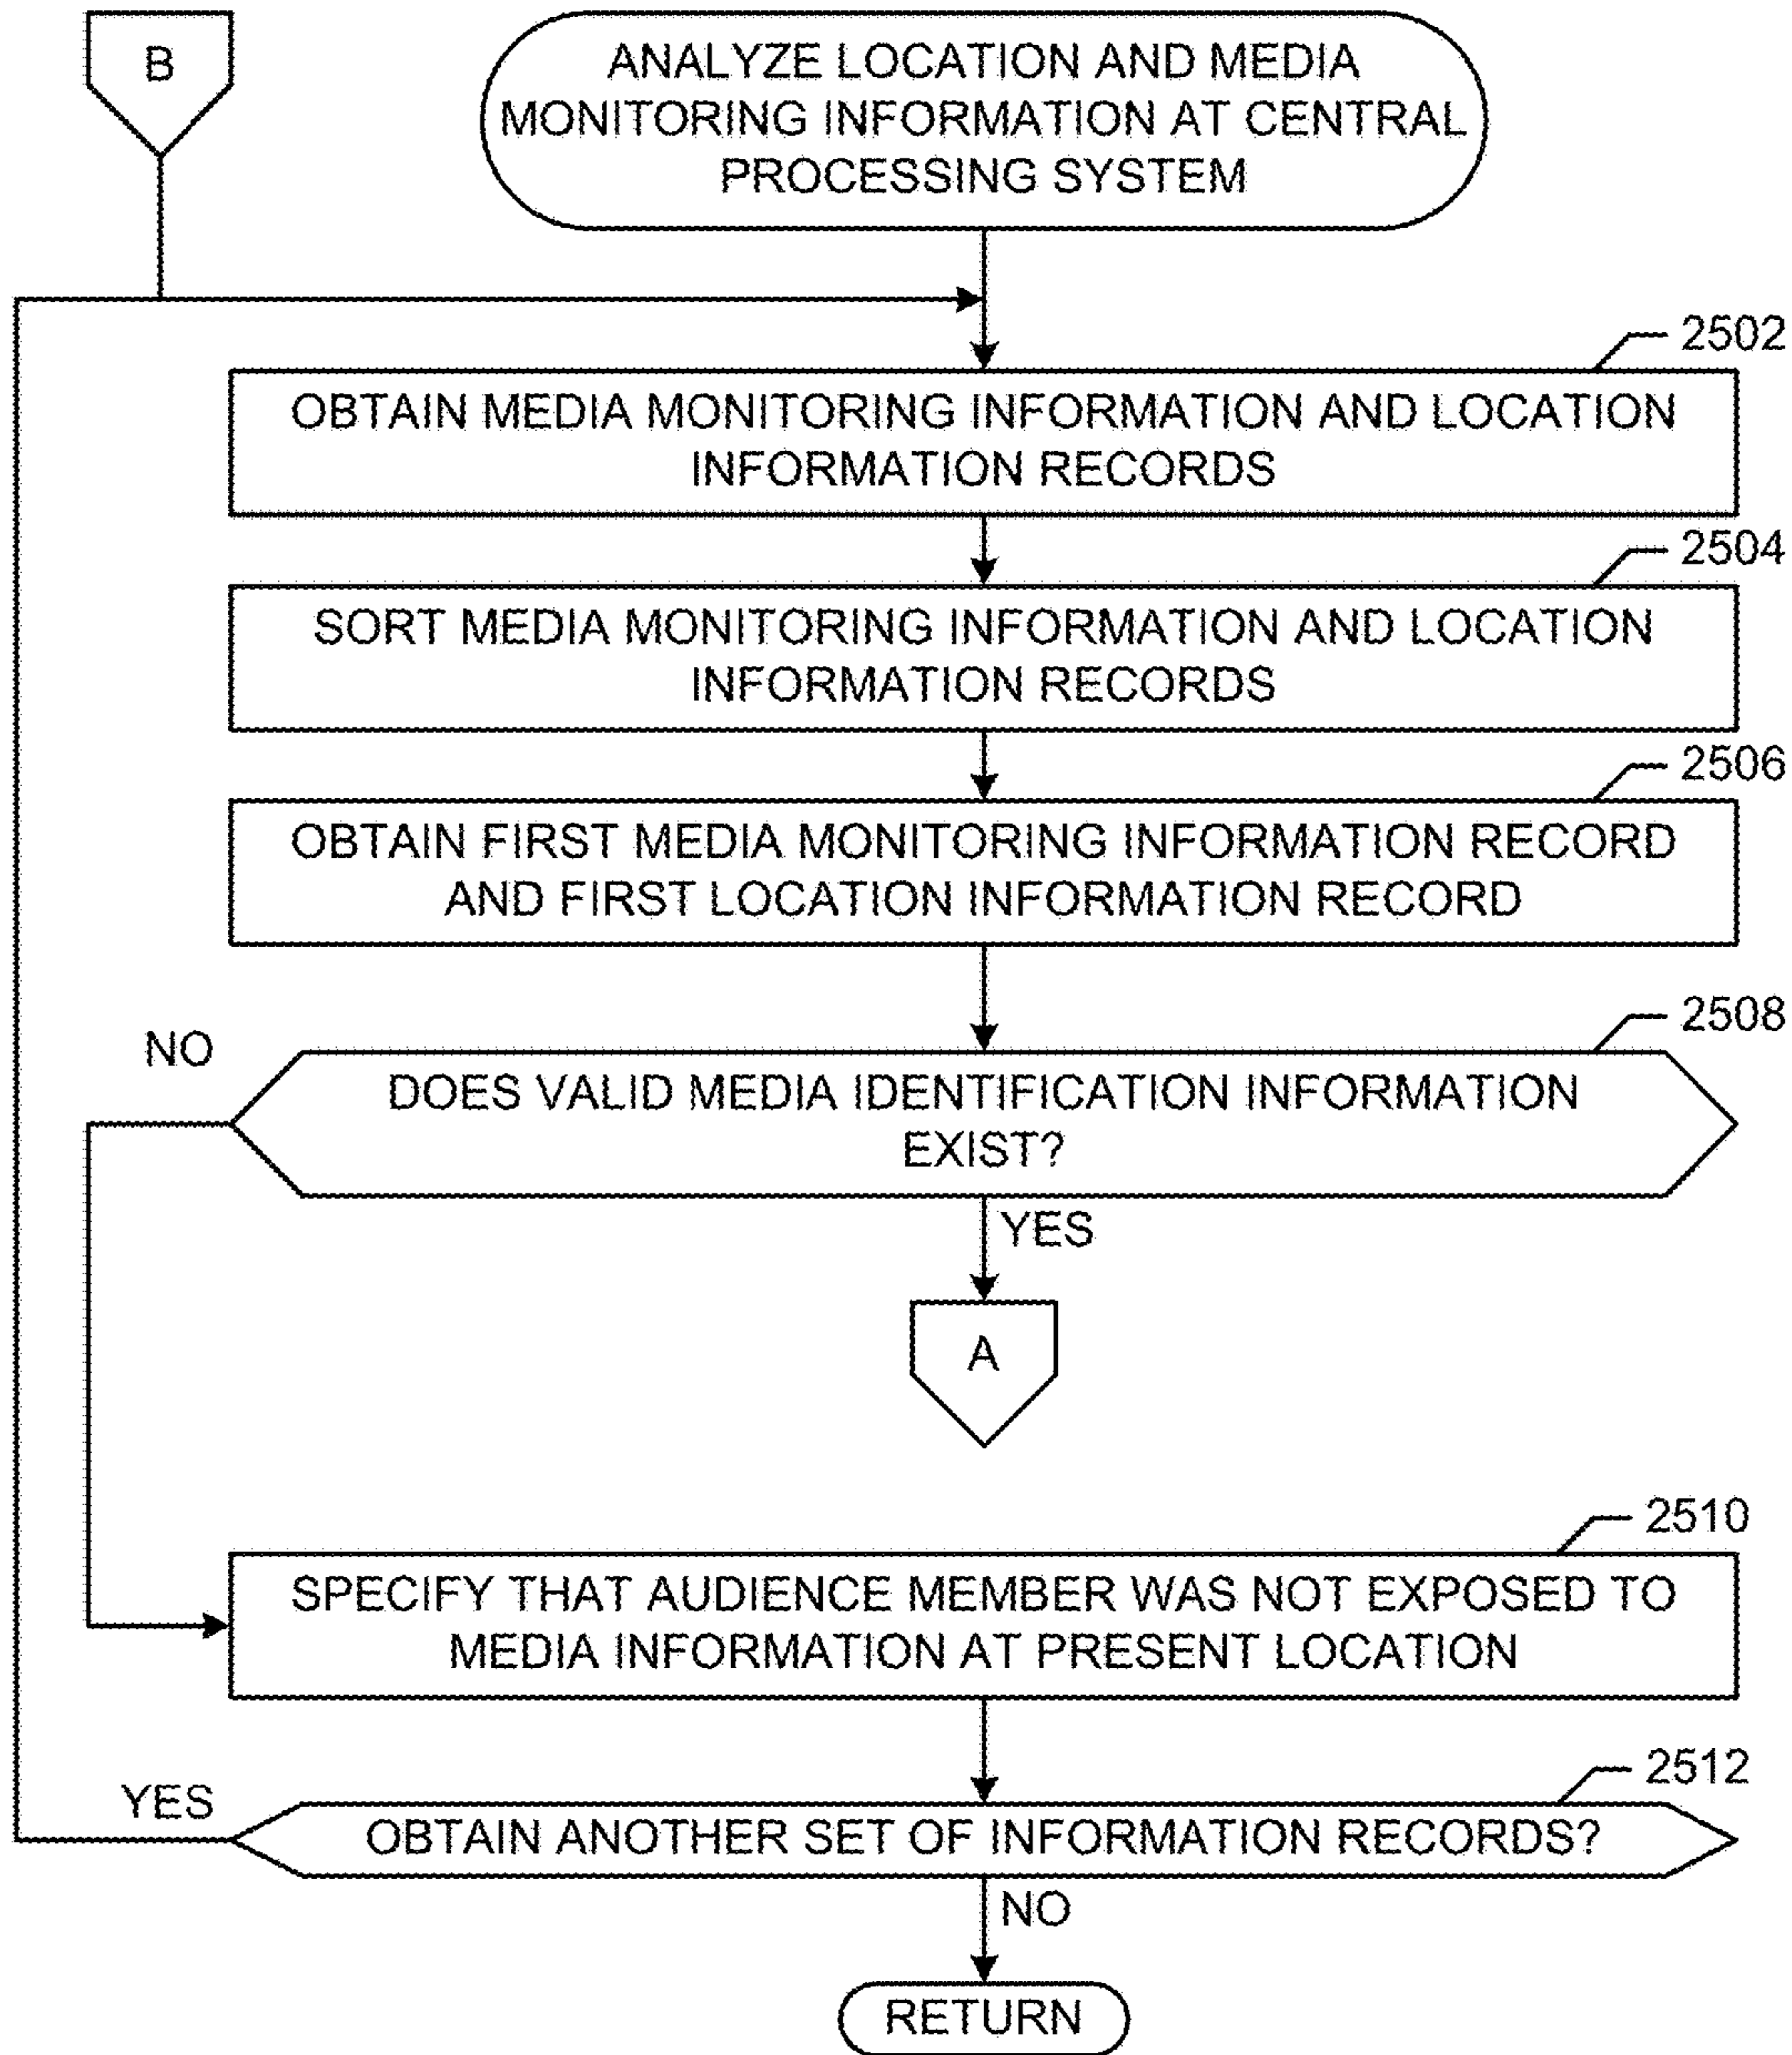 B
ANALYZE LOCATION AND MEDIA
MONITORING INFORMATION AT CENTRAL
PROCESSING SYSTEM
2502
OBTAIN MEDIA MONITORING INFORMATION AND LOCATION
INFORMATION RECORDS
2504
SORT MEDIA MONITORING INFORMATION AND LOCATION
INFORMATION RECORDS
2506
OBTAIN FIRST MEDIA MONITORING INFORMATION RECORD
AND FIRST LOCATION INFORMATION RECORD
2508
NO
DOES VALID MEDIA IDENTIFICATION INFORMATION
EXIST?
YES
A
2510
SPECIFY THAT AUDIENCE MEMBER WAS NOT EXPOSED TO
MEDIA INFORMATION AT PRESENT LOCATION
2512
YES
OBTAIN ANOTHER SET OF INFORMATION RECORDS?
NO
RETURN